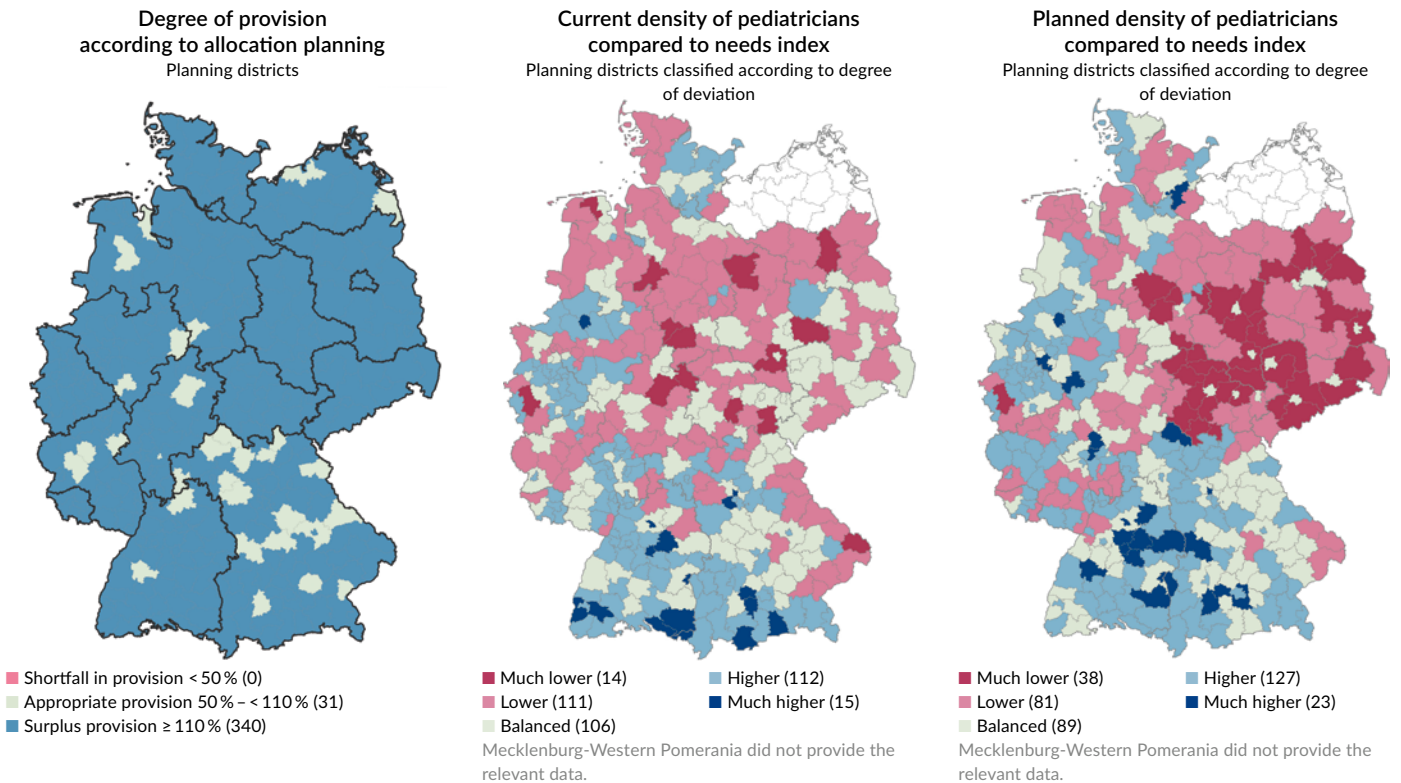 Degree of provision
according to allocation planning
Planning districts
Shortfall in provision < 50 % (0)
Appropriate provision 50 % – < 110 % (31)
Surplus provision ≥ 110 % (340)
Current density of pediatricians
compared to needs index
Planning districts classified according to degree
of deviation
Much lower (14)
Lower (111)
Balanced (106)
Higher (112)
Much higher (15)
Mecklenburg-Western Pomerania did not provide the
relevant data.
Planned density of pediatricians
compared to needs index
Planning districts classified according to degree
of deviation
Much lower (38)
Lower (81)
Balanced (89)
Higher (127)
Much higher (23)
Mecklenburg-Western Pomerania did not provide the
relevant data.